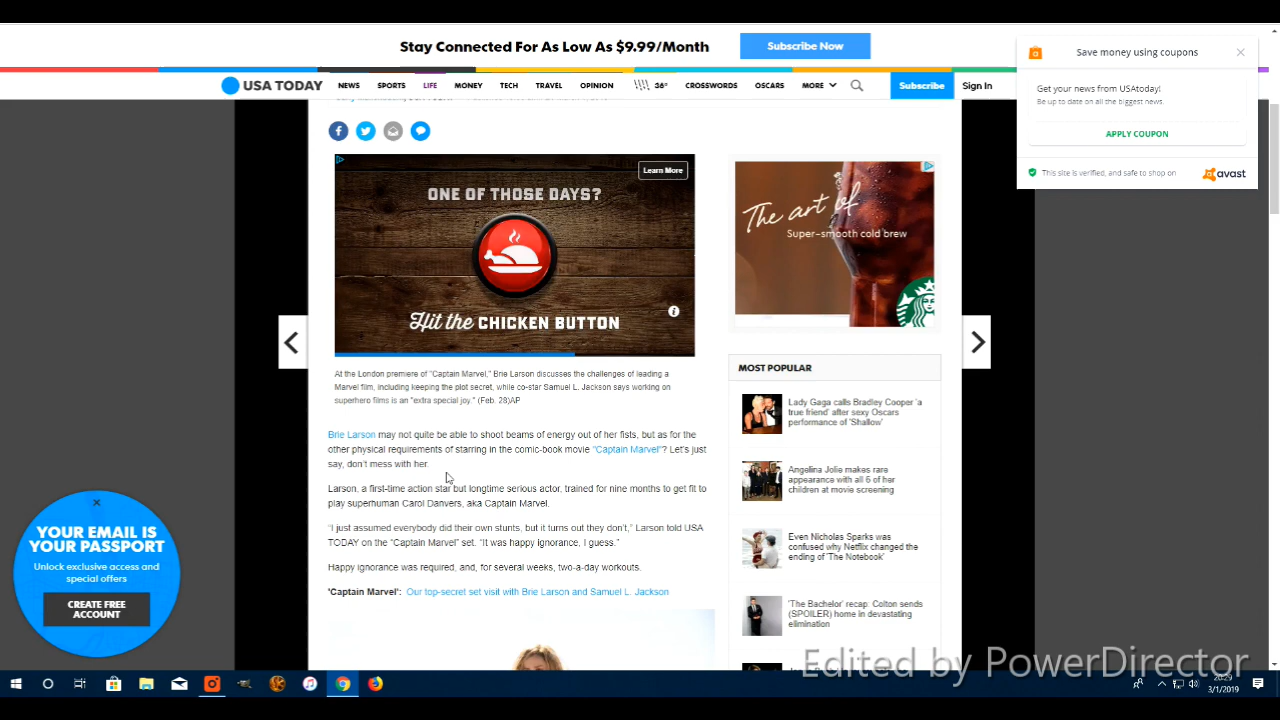 Stay Connected For As Low As $9.99/Month
Subscribe Now
Save money using coupons
Get your news from USAtoday!
Be up to date on all the biggest news.
APPLY COUPON
This site is verified, and safe to shop on
avast
USA TODAY
NEWS
SPORTS
LIFE
MONEY
TECH
TRAVEL
OPINION
36°
CROSSWORDS
OSCARS
MORE
Subscribe
Sign In
Learn More
ONE OF THOSE DAYS?
Hit the CHICKEN BUTTON
The art of
Super-smooth cold brew
At the London premiere of "Captain Marvel," Brie Larson discusses the challenges of leading a
Marvel film, including keeping the plot secret, while co-star Samuel L. Jackson says working on
superhero films is an "extra special joy." (Feb. 28)AP
Brie Larson may not quite be able to shoot beams of energy out of her fists, but as for the
other physical requirements of starring in the comic-book movie "Captain Marvel"? Let's just
say, don't mess with her.
Larson, a first-time action star but longtime serious actor, trained for nine months to get fit to
play superhuman Carol Danvers, aka Captain Marvel.
"I just assumed everybody did their own stunts, but it turns out they don't," Larson told USA
TODAY on the "Captain Marvel" set. "It was happy ignorance, I guess."
Happy ignorance was required, and, for several weeks, two-a-day workouts.
'Captain Marvel': Our top-secret set visit with Brie Larson and Samuel L. Jackson
MOST POPULAR
Lady Gaga calls Bradley Cooper 'a
true friend' after sexy Oscars
performance of 'Shallow'
Angelina Jolie makes rare
appearance with all 6 of her
children at movie screening
Even Nicholas Sparks was
confused why Netflix changed the
ending of 'The Notebook'
'The Bachelor' recap: Colton sends
(SPOILER) home in devastating
elimination
YOUR EMAIL IS
YOUR PASSPORT
Unlock exclusive access and
special offers
CREATE FREE
ACCOUNT
Edited by PowerDirector
20:29
3/1/2019